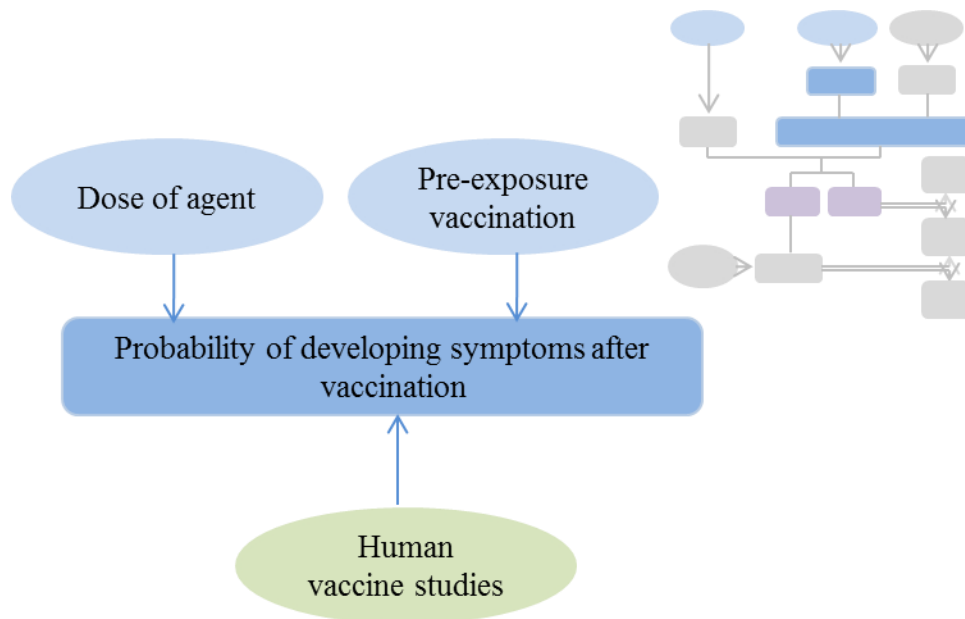 Dose of agent
Pre-exposure
vaccination
Probability of developing symptoms after
vaccination
Human
vaccine studies